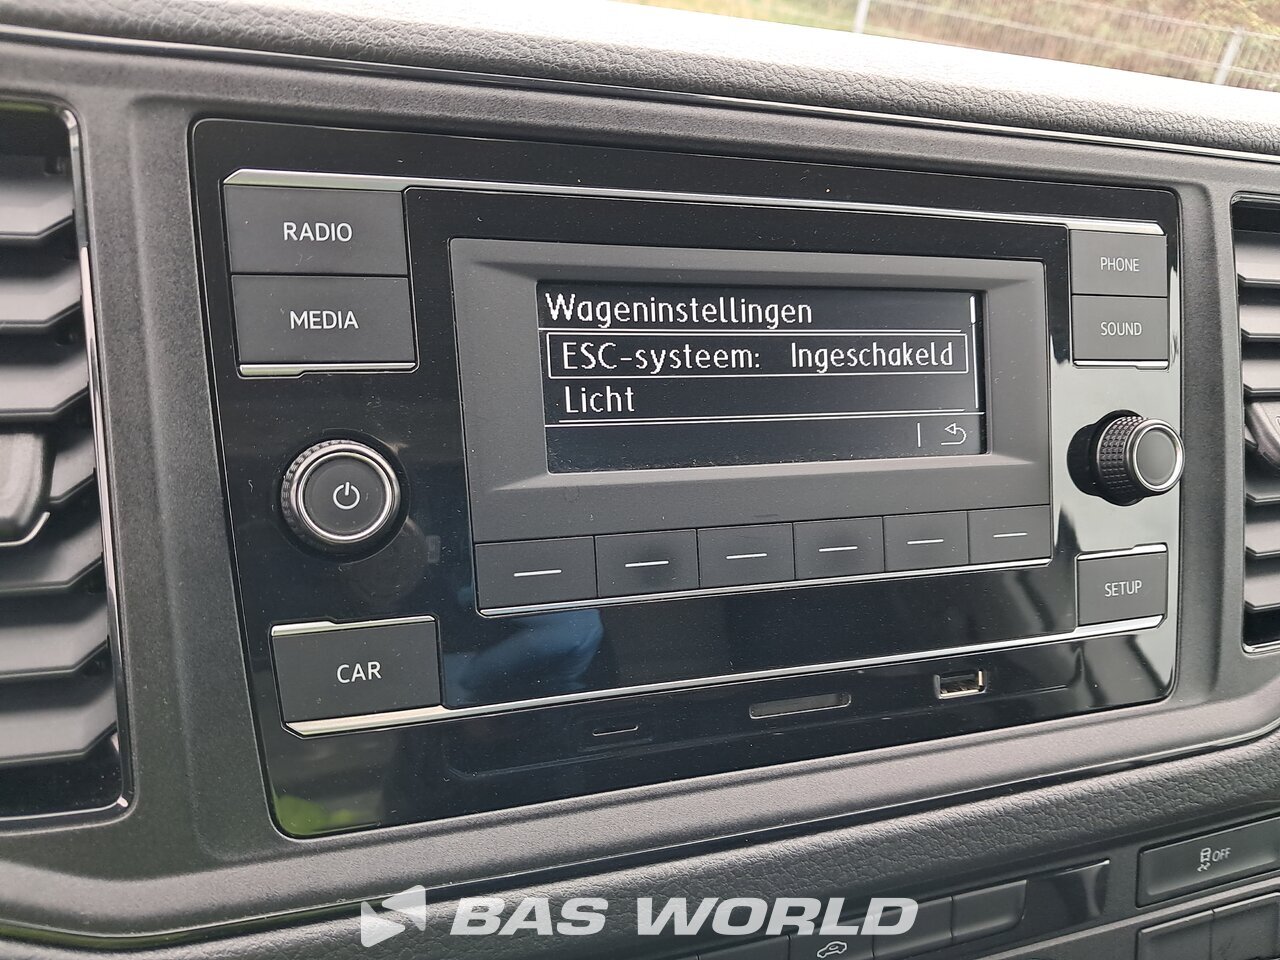 RADIO
MEDIA
PHONE
SOUND
Wageninstellingen
ESC-systeem: Ingeschakeld
Licht
SETUP
CAR
OFF
BAS WORLD